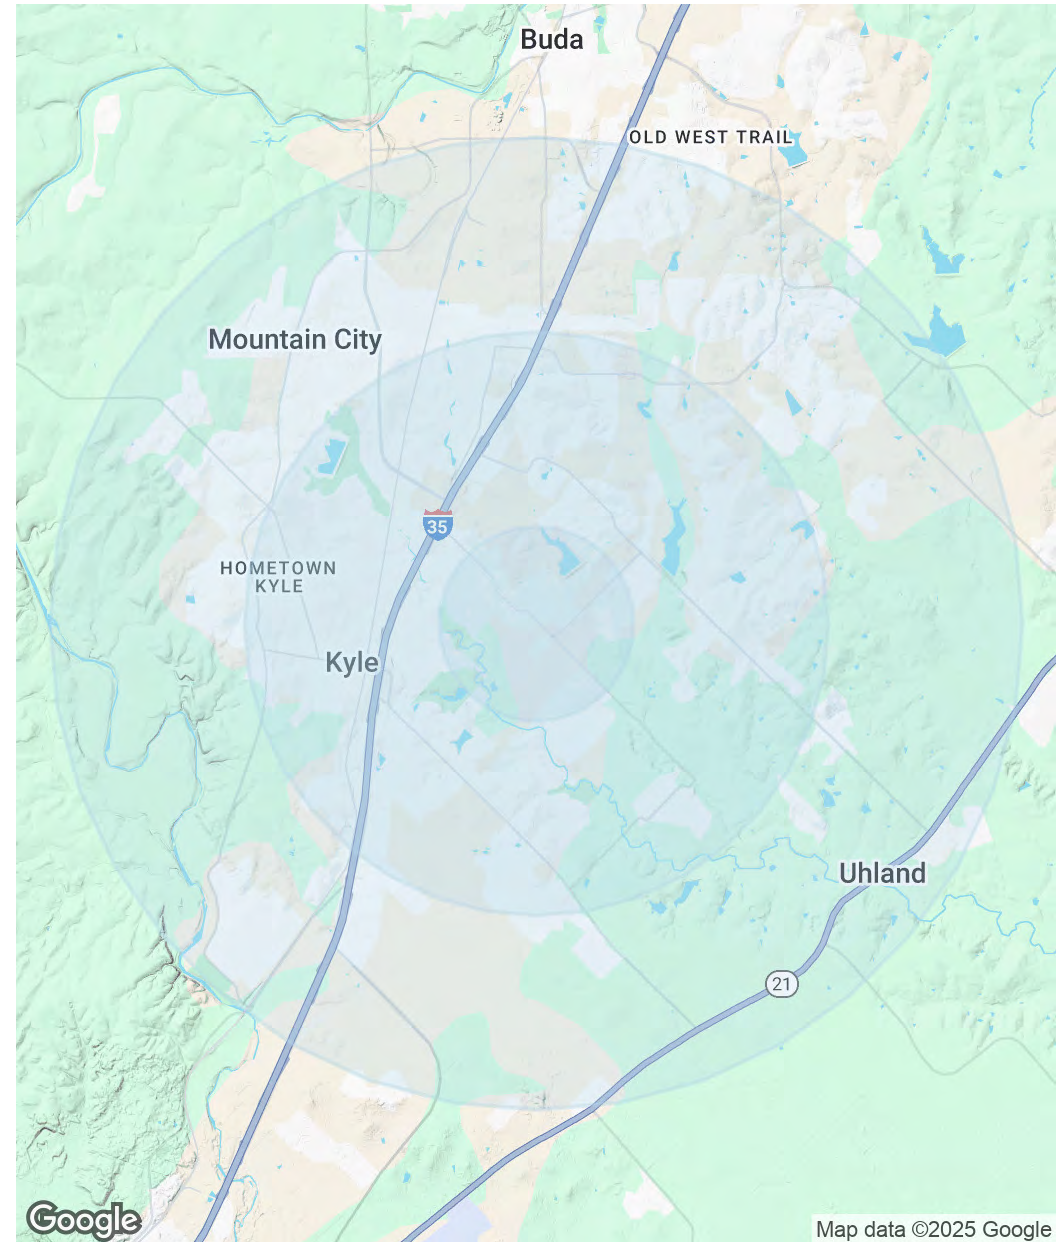 Buda
OLD WEST TRAIL
Mountain City
35
HOMETOWN
KYLE
Kyle
Uhland
21
Google
Map data ©2025 Google